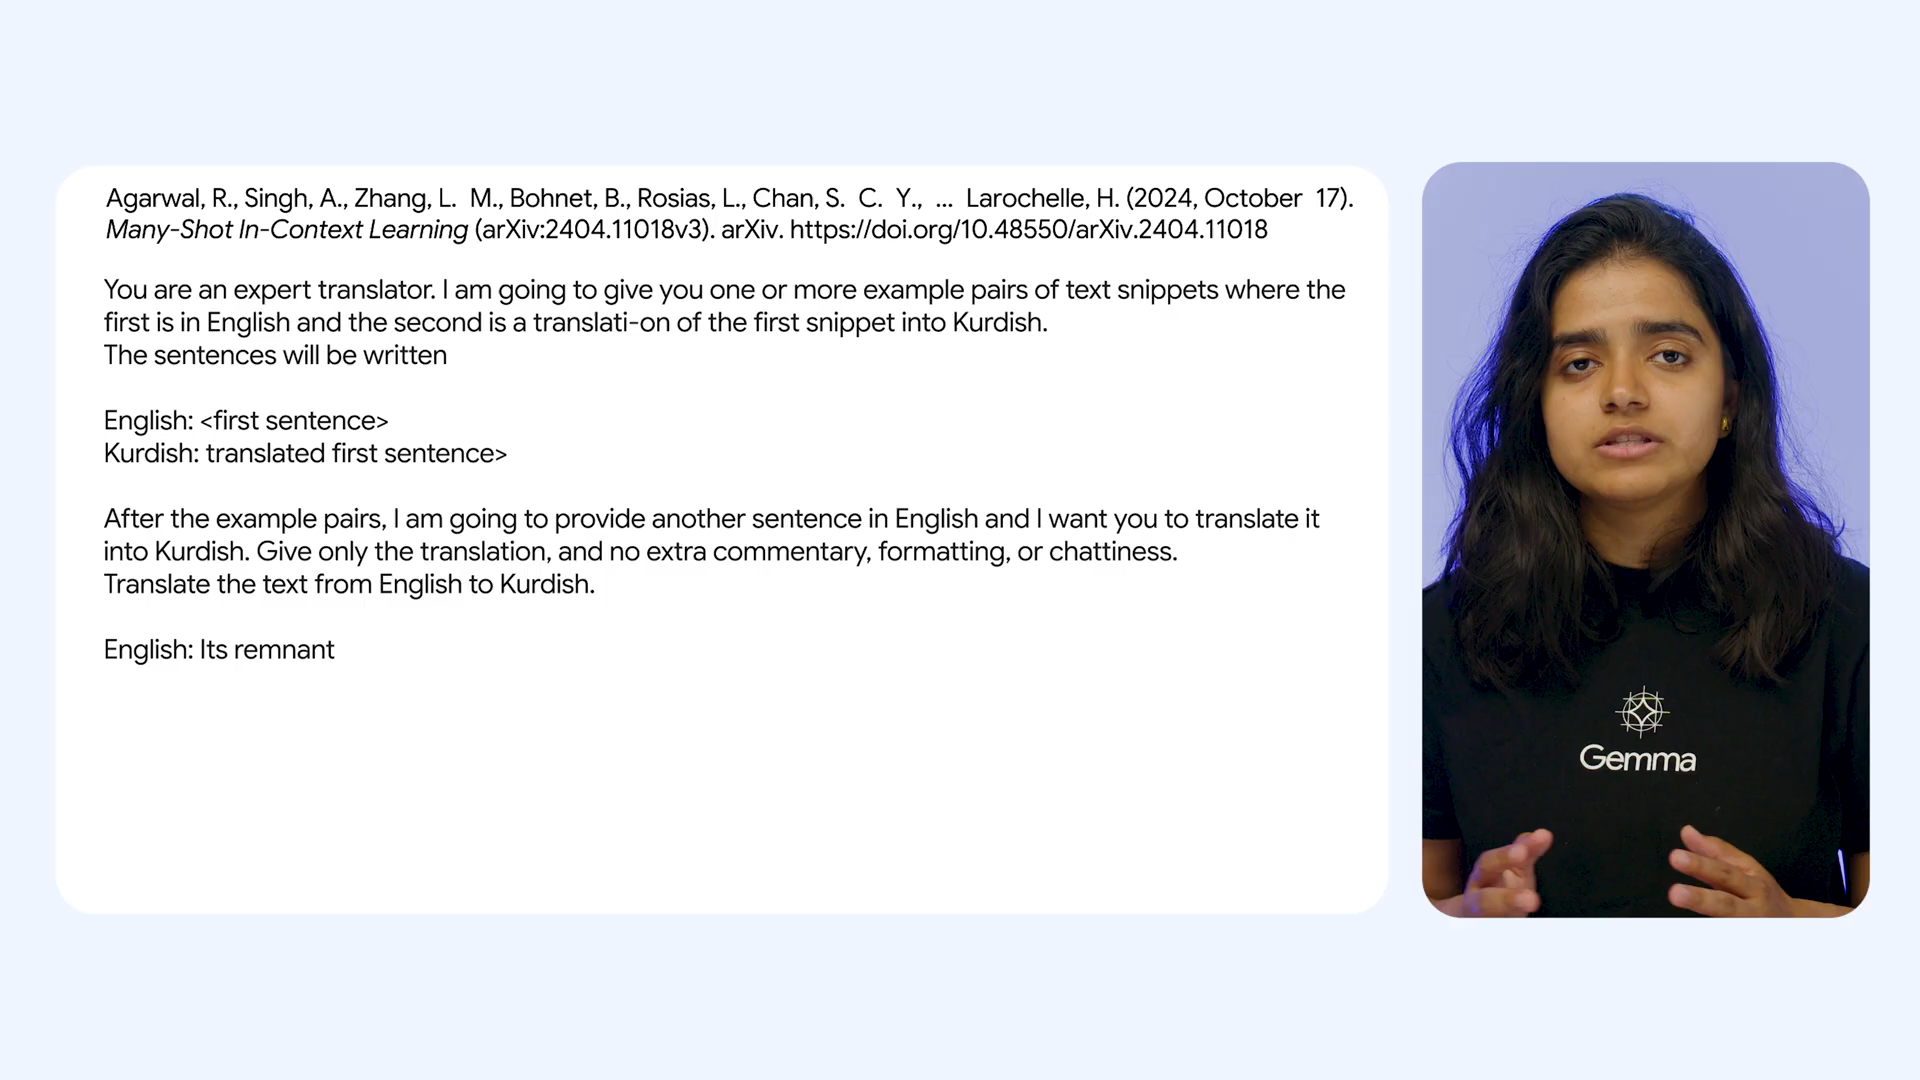 Agarwal, R., Singh, A., Zhang, L. M., Bohnet, B., Rosias, L., Chan, S. C. Y., ... Larochelle, H. (2024, October 17).
Many-Shot In-Context Learning (arXiv:2404.11018v3). arXiv. https://doi.org/10.48550/arXiv.2404.11018
You are an expert translator. I am going to give you one or more example pairs of text snippets where the
first is in English and the second is a translati-on of the first snippet into Kurdish.
The sentences will be written
English: <first sentence>
Kurdish: translated first sentence>
After the example pairs, I am going to provide another sentence in English and I want you to translate it
into Kurdish. Give only the translation, and no extra commentary, formatting, or chattiness.
Translate the text from English to Kurdish.
English: Its remnant
Gemma